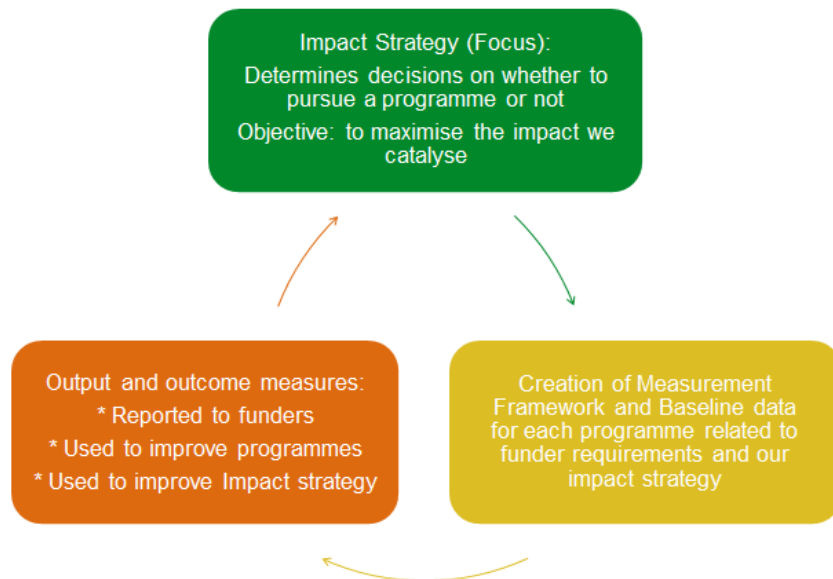 Impact Strategy (Focus):
Determines decisions on whether to
pursue a programme or not
Objective: to maximise the impact we
catalyse
Creation of Measurement
Framework and Baseline data
for each programme related to
funder requirements and our
impact strategy
Output and outcome measures:
* Reported to funders
* Used to improve programmes
* Used to improve Impact strategy